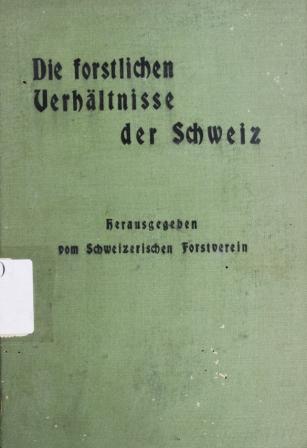 Die forstlichen
Verhältnisse
der Schweiz
Herausgegeben
vom Schweizerischen Forstverein
)